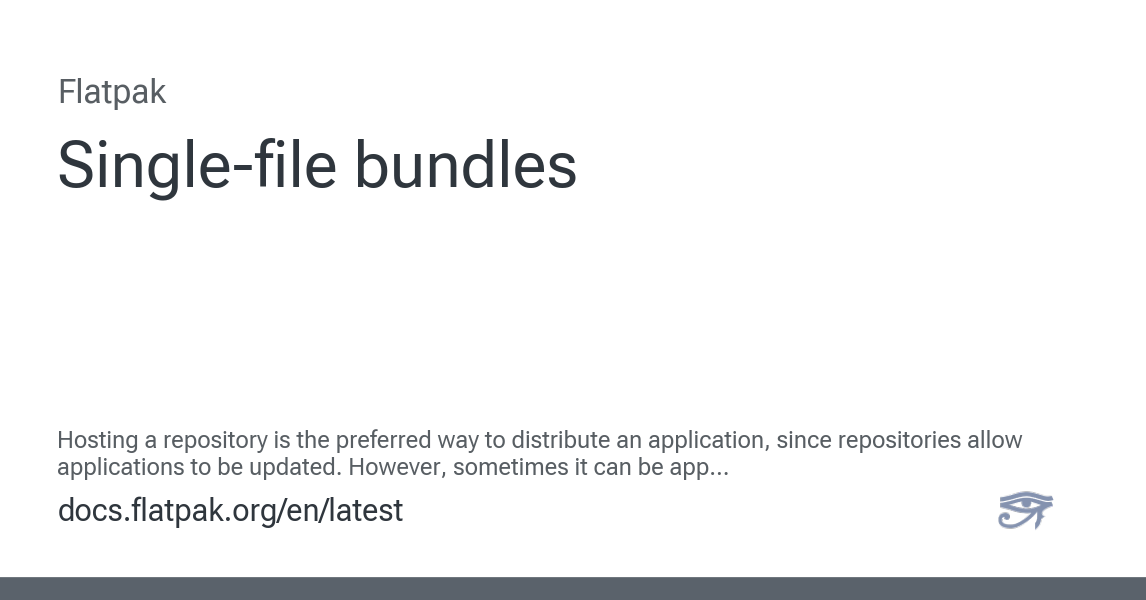 Flatpak
Single-file bundles
Hosting a repository is the preferred way to distribute an application, since repositories allow
applications to be updated. However, sometimes it can be app...
docs.flatpak.org/en/latest